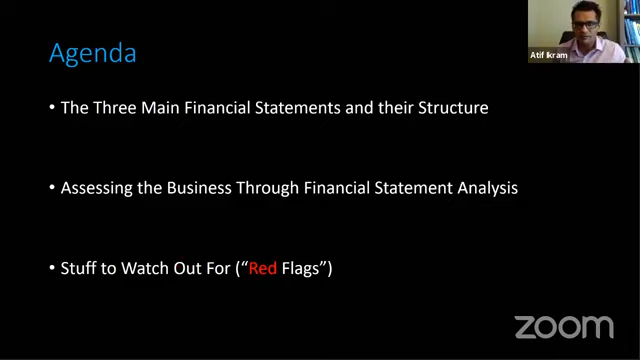 Agenda
Atif Ikram
• The Three Main Financial Statements and their Structure
• Assessing the Business Through Financial Statement Analysis
• Stuff to Watch Out For (“Red Flags”)
zoom